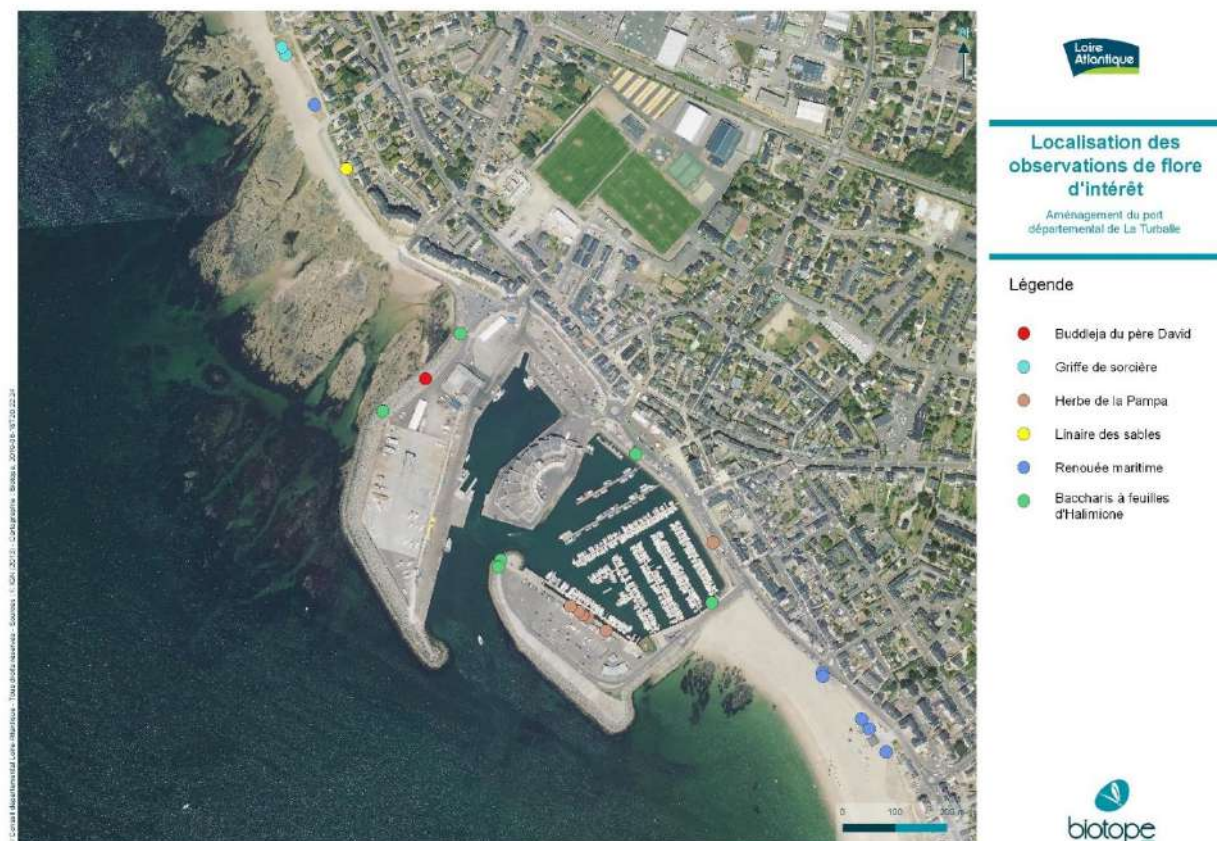 Loire
Atlantique
Localisation des
observations de flore
d'intérêt
Aménagement du port
départemental de La Turballe
Légende
Buddleja du père David
Griffe de sorcière
Herbe de la Pampa
Linaire des sables
Renouée maritime
Baccharis à feuilles
d'Halimione
N
0 100 200 m
biotope